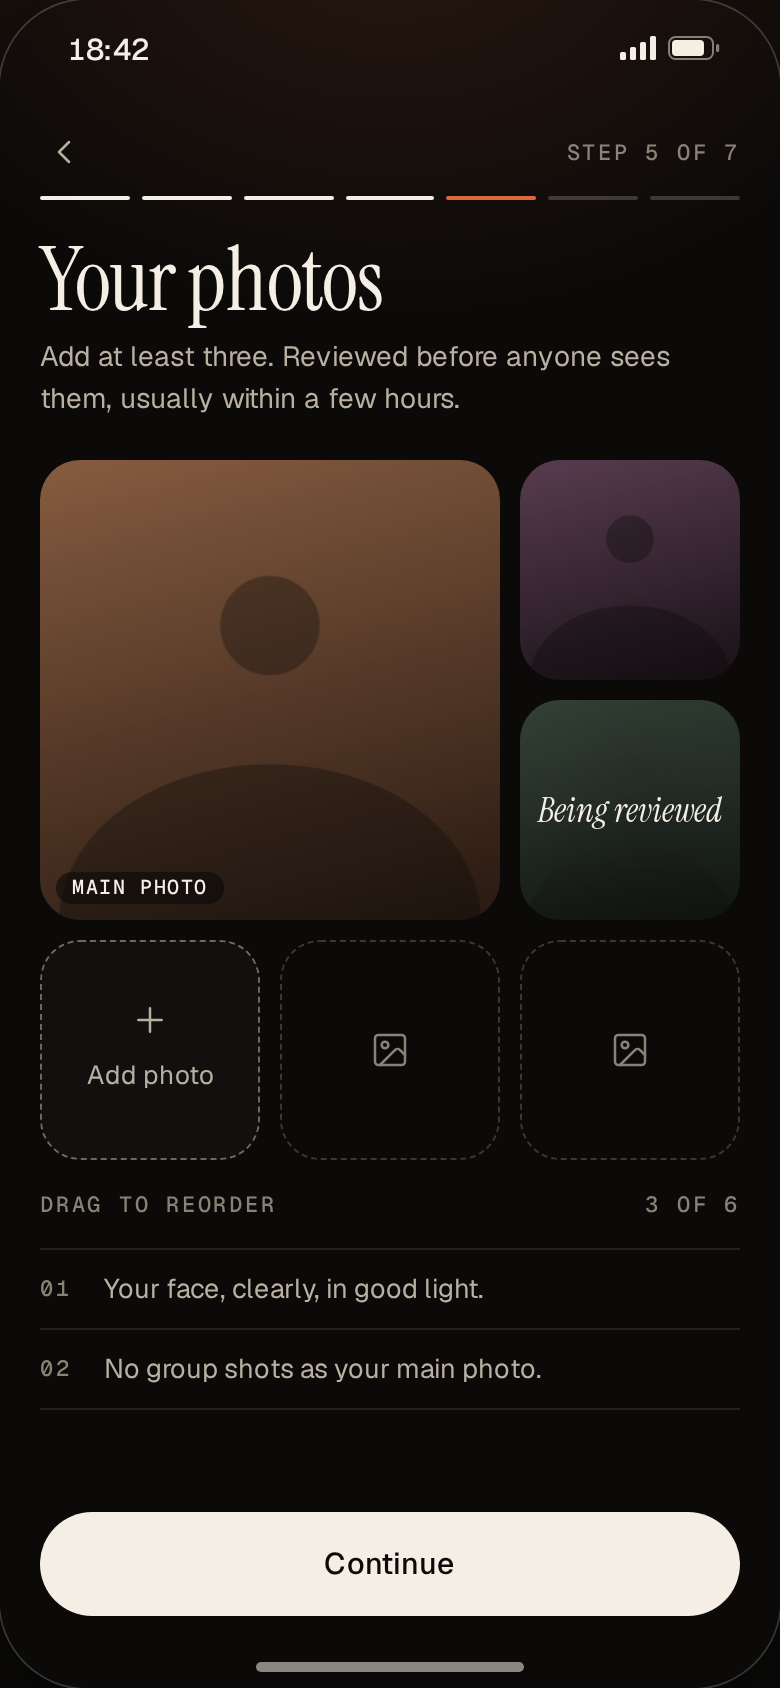 18:42
STEP 5 OF 7
Your photos
Add at least three. Reviewed before anyone sees
them, usually within a few hours.
Being reviewed
MAIN PHOTO
Add photo
DRAG TO REORDER
3 OF 6
01 Your face, clearly, in good light.
02 No group shots as your main photo.
Continue